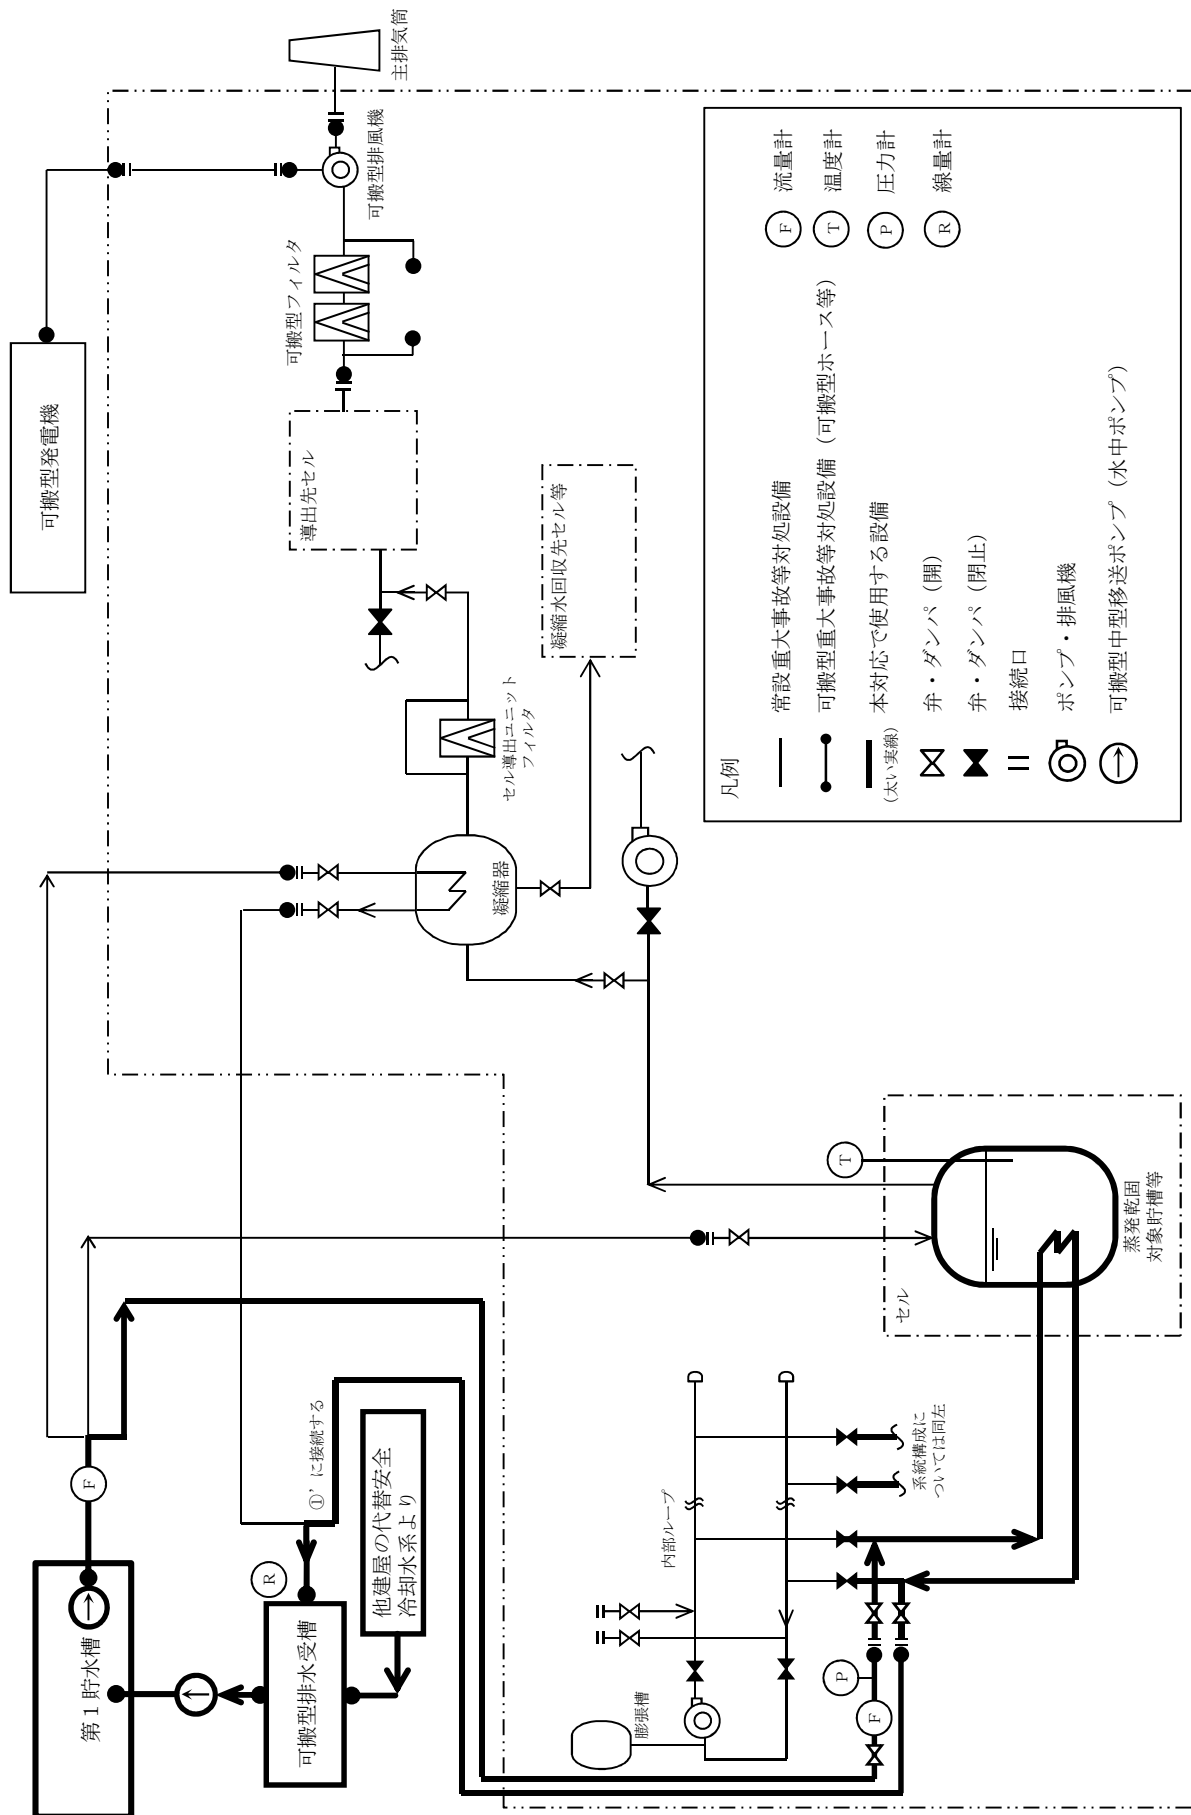 主排気筒
可搬型排風機
可搬型フィルタ
可搬型発電機
導出先セル
凝縮水回収先セル等
セル導出ユニット
フィルタ
凝縮器
T
蒸発乾固
対象貯槽等
セル
第１貯水槽
F
R
可搬型排水受槽
①’に接続する
他建屋の代替安全
冷却水系より
内部ループ
膨張槽
P
F
系統構成に
ついては同左
凡例
常設重大事故等対処設備
可搬型重大事故等対処設備（可搬型ホース等）
本対応で使用する設備
（太い実線）
弁・ダンパ（開）
弁・ダンパ（閉止）
接続口
ポンプ・排風機
可搬型中型移送ポンプ（水中ポンプ）
F 流量計
T 温度計
P 圧力計
R 線量計